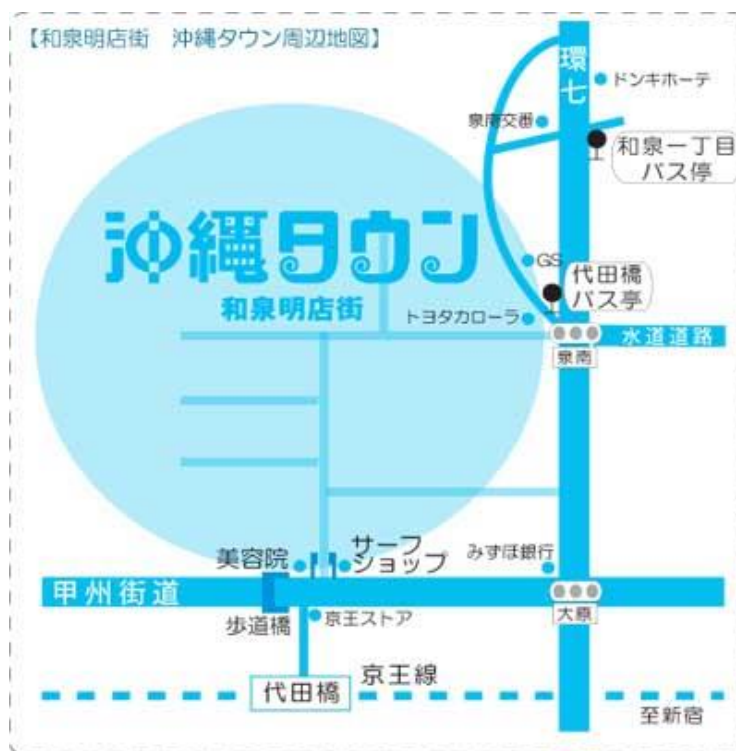 【和泉明店街 沖縄タウン周辺地図】
環七
ドンキホーテ
泉南交番
和泉一丁目
バス停
沖縄タウン
和泉明店街
GS
代田橋
バス亭
トヨタカローラ
水道道路
泉南
美容院
サーフ
ショップ
みずほ銀行
甲州街道
大原
歩道橋
京王ストア
京王線
代田橋
至新宿